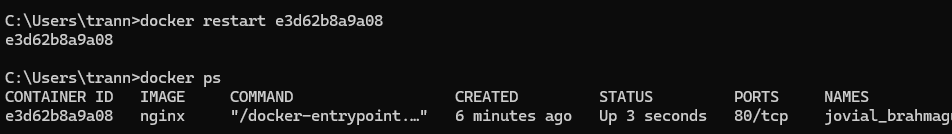 C:\Users\trann>docker restart e3d62b8a9a08
e3d62b8a9a08
C:\Users\trann>docker ps
CONTAINER ID   IMAGE     COMMAND                  CREATED         STATUS         PORTS     NAMES
e3d62b8a9a08   nginx     "/docker-entrypoint.…"   6 minutes ago   Up 3 seconds   80/tcp    jovial_brahmag